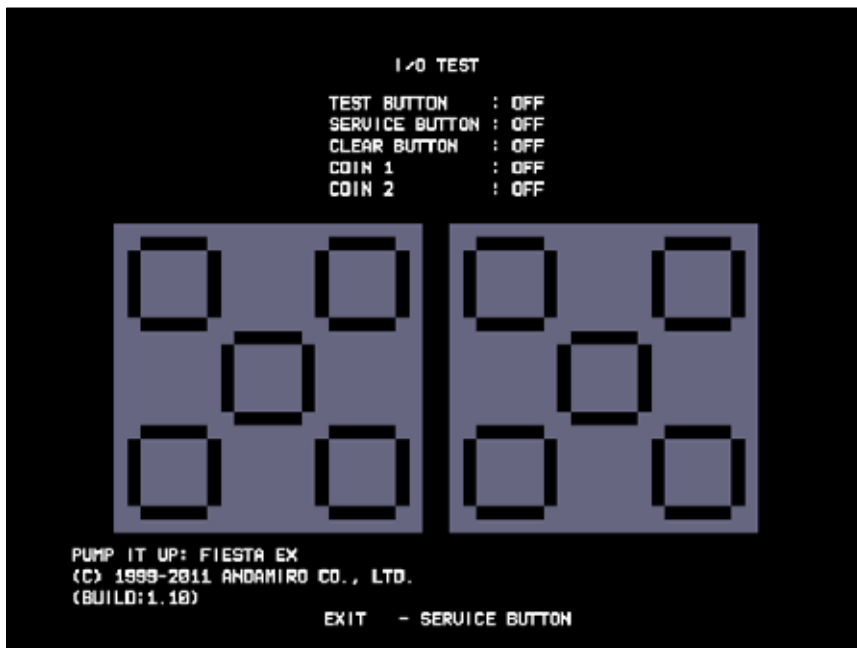 I/O TEST
TEST BUTTON : OFF
SERVICE BUTTON : OFF
CLEAR BUTTON : OFF
COIN 1 : OFF
COIN 2 : OFF
PUMP IT UP: FIESTA EX
(C) 1999-2011 ANDAMIRO CO., LTD.
(BUILD:1.10)
EXIT - SERVICE BUTTON